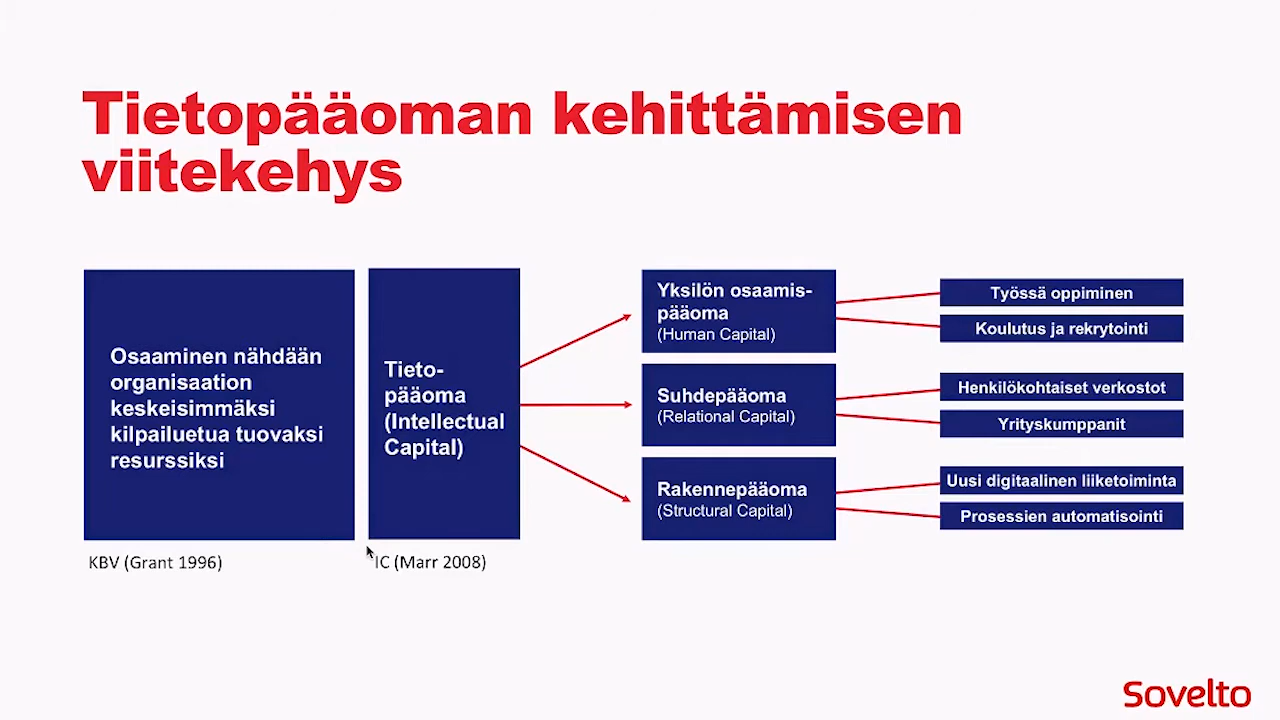 Tietopääoman kehittämisen
viitekehys
Osaaminen nähdään
organisaation
keskeisimmäksi
kilpailuetua tuovaksi
resurssiksi
KBV (Grant 1996)
Tieto-
pääoma
(Intellectual
Capital)
IC (Marr 2008)
Yksilön osaamis-
pääoma
(Human Capital)
Työssä oppiminen
Koulutus ja rekrytointi
Suhdepääoma
(Relational Capital)
Henkilökohtaiset verkostot
Yrityskumppanit
Rakennepääoma
(Structural Capital)
Uusi digitaalinen liiketoiminta
Prosessien automatisointi
Sovelto